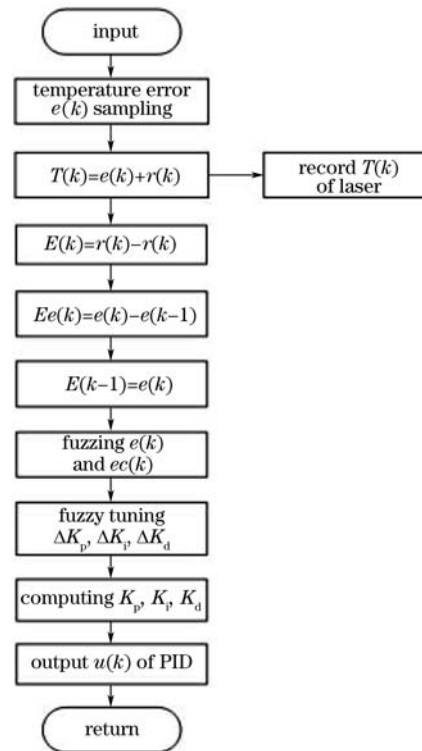 input
temperature error
e(k) sampling
T(k)=e(k)+r(k)
record T(k)
of laser
E(k)=r(k)−r(k)
Ee(k)=e(k)−e(k−1)
E(k−1)=e(k)
fuzzing e(k)
and ec(k)
fuzzy tuning
ΔKp, ΔKi, ΔKd
computing Kp, Ki, Kd
output u(k) of PID
return